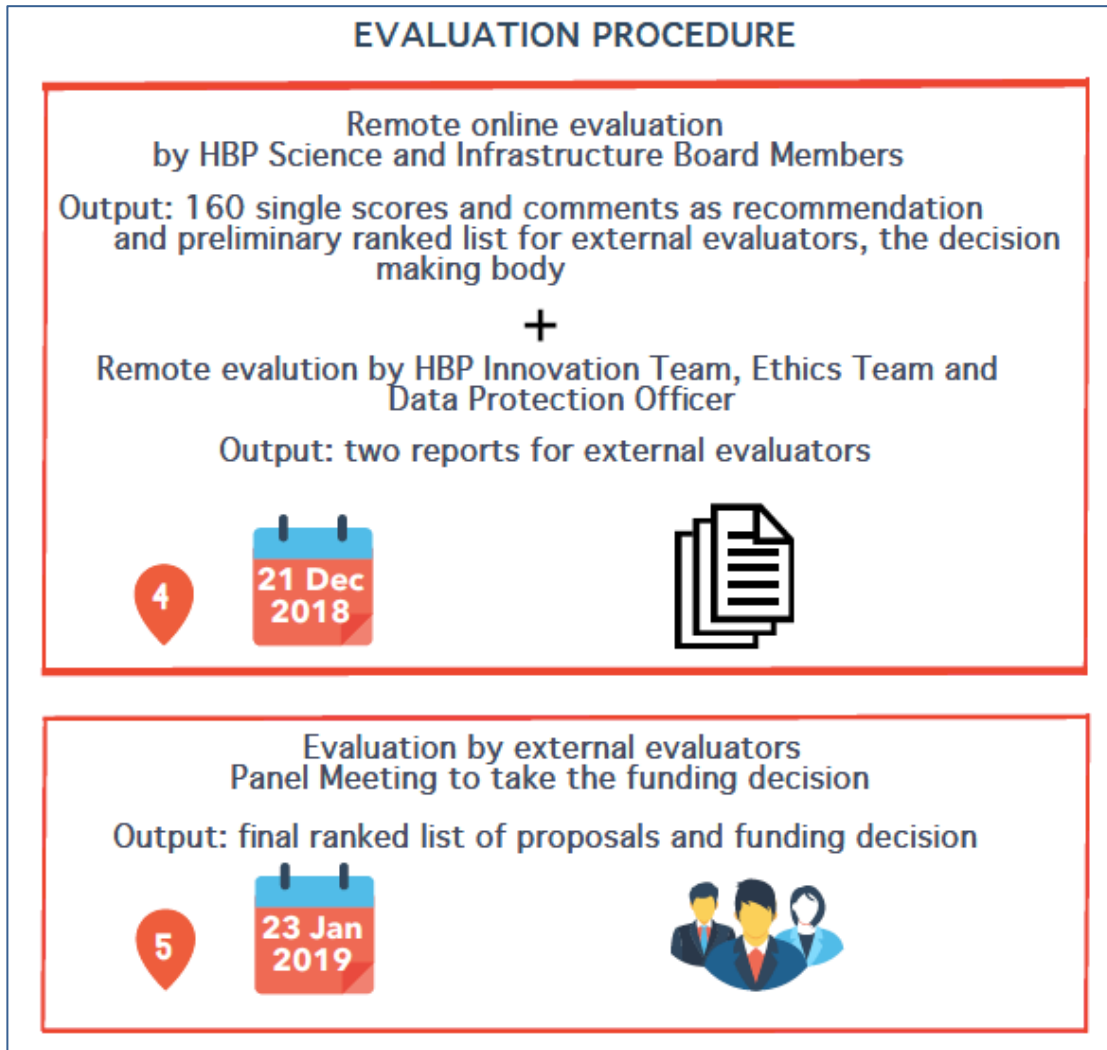 EVALUATION PROCEDURE
Remote online evaluation
by HBP Science and Infrastructure Board Members
Output: 160 single scores and comments as recommendation
and preliminary ranked list for external evaluators, the decision
making body
+
Remote evalution by HBP Innovation Team, Ethics Team and
Data Protection Officer
Output: two reports for external evaluators
4
21 Dec
2018
Evaluation by external evaluators
Panel Meeting to take the funding decision
Output: final ranked list of proposals and funding decision
5
23 Jan
2019